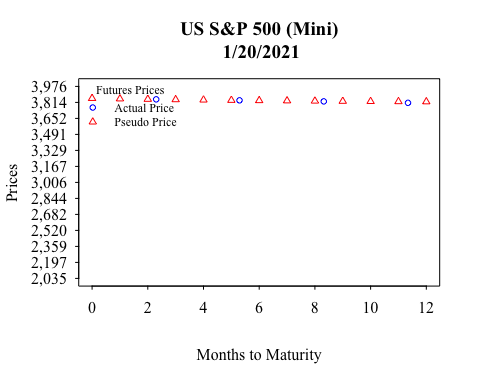 US S&P 500 (Mini)
1/20/2021
Prices
3,976
3,814
3,652
3,491
3,329
3,167
3,006
2,844
2,682
2,520
2,359
2,197
2,035
Futures Prices
Actual Price
Pseudo Price
0 2 4 6 8 10 12
Months to Maturity